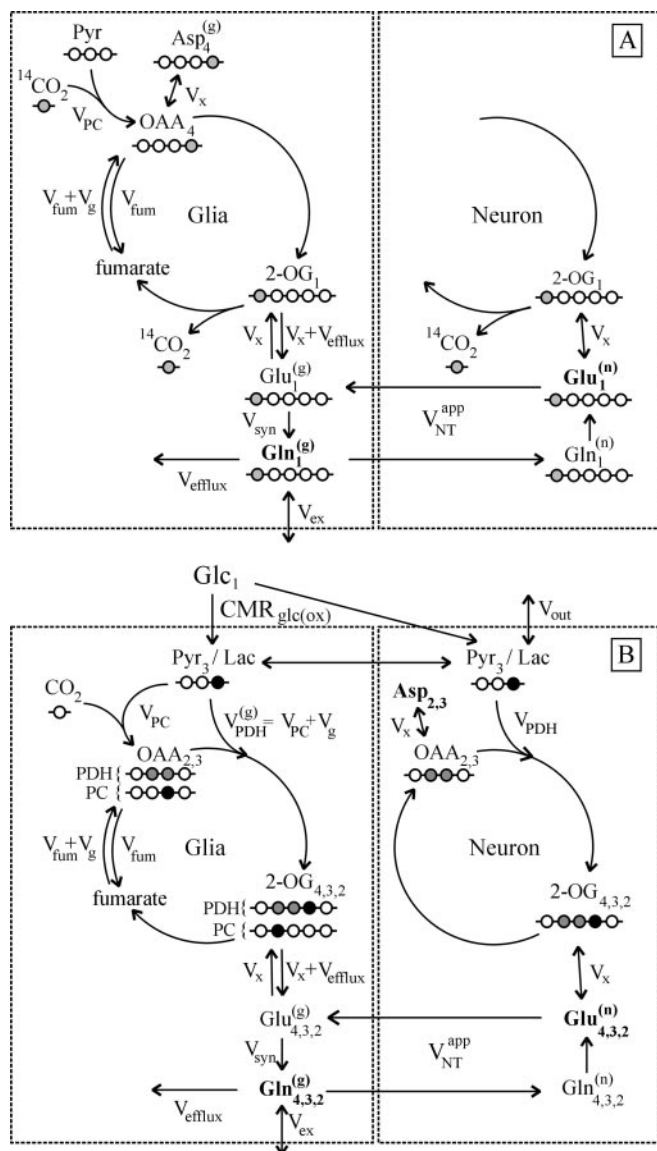 A
Pyr
Asp4(g)
14CO2
Vx
VPC
OAA4
Vfum+Vg
Vfum
Glia
Neuron
fumarate
2-OG1
2-OG1
14CO2
Vx
Vx+Vefflux
14CO2
Vx
Glu1(g)
Glu1(n)
Vsyn
VNTapp
Gln1(g)
Gln1(n)
Vefflux
Vex
Glc1
CMRglc(ox)
Vout
B
Pyr3/ Lac
Pyr3/ Lac
CO2
Asp2,3
VPC
VPDH(g)= VPC+Vg
Vx
VPDH
OAA2,3
OAA2,3
PDH{
PC {
Vfum+Vg
Vfum
Glia
Neuron
fumarate
2-OG4,3,2
2-OG4,3,2
PDH{
PC {
Vx
Vx+Vefflux
Vx
Glu4,3,2(g)
Glu4,3,2(n)
Vsyn
VNTapp
Gln4,3,2(g)
Gln4,3,2(n)
Vefflux
Vex